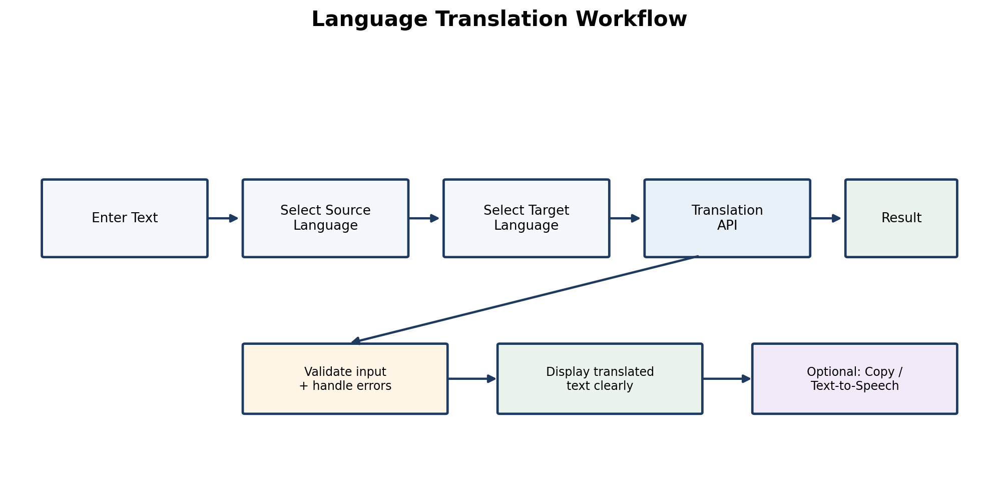 Language Translation Workflow
Enter Text
Select Source
Language
Select Target
Language
Translation
API
Result
Validate input
+ handle errors
Display translated
text clearly
Optional: Copy /
Text-to-Speech